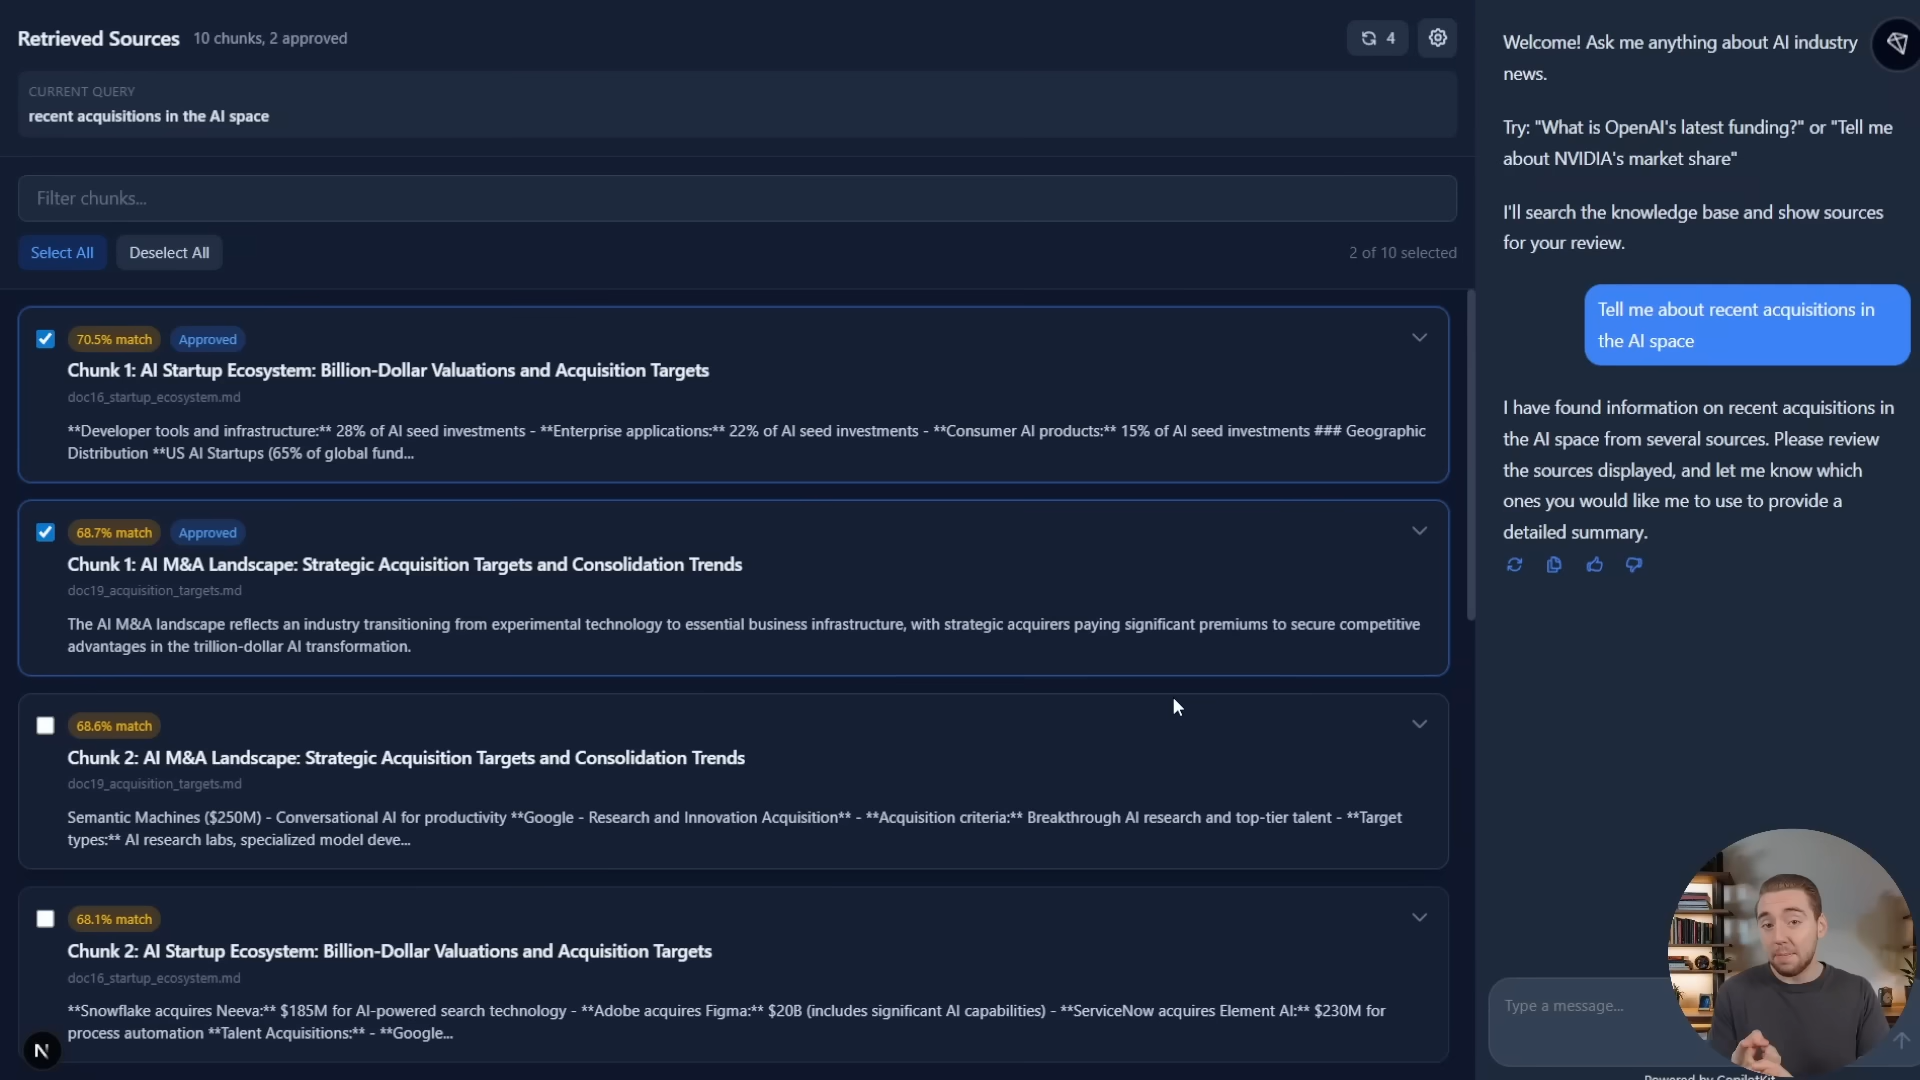 Retrieved Sources
10 chunks, 2 approved
4
CURRENT QUERY
recent acquisitions in the AI space
Filter chunks...
Select All
Deselect All
2 of 10 selected
70.5% match
Approved
Chunk 1: AI Startup Ecosystem: Billion-Dollar Valuations and Acquisition Targets
doc16_startup_ecosystem.md
**Developer tools and infrastructure:** 28% of AI seed investments - **Enterprise applications:** 22% of AI seed investments - **Consumer AI products:** 15% of AI seed investments ### Geographic
Distribution **US AI Startups (65% of global fund...
68.7% match
Approved
Chunk 1: AI M&A Landscape: Strategic Acquisition Targets and Consolidation Trends
doc19_acquisition_targets.md
The AI M&A landscape reflects an industry transitioning from experimental technology to essential business infrastructure, with strategic acquirers paying significant premiums to secure competitive
advantages in the trillion-dollar AI transformation.
68.6% match
Chunk 2: AI M&A Landscape: Strategic Acquisition Targets and Consolidation Trends
doc19_acquisition_targets.md
Semantic Machines ($250M) - Conversational AI for productivity **Google - Research and Innovation Acquisition** - **Acquisition criteria:** Breakthrough AI research and top-tier talent - **Target
types:** AI research labs, specialized model deve...
68.1% match
Chunk 2: AI Startup Ecosystem: Billion-Dollar Valuations and Acquisition Targets
doc16_startup_ecosystem.md
**Snowflake acquires Neeva:** $185M for AI-powered search technology - **Adobe acquires Figma:** $20B (includes significant AI capabilities) - **ServiceNow acquires Element AI:** $230M for
process automation **Talent Acquisitions:** - **Google...
N
Welcome! Ask me anything about AI industry
news.
Try: "What is OpenAI's latest funding?" or "Tell me
about NVIDIA's market share"
I'll search the knowledge base and show sources
for your review.
Tell me about recent acquisitions in
the AI space
I have found information on recent acquisitions in
the AI space from several sources. Please review
the sources displayed, and let me know which
ones you would like me to use to provide a
detailed summary.
Type a message...
Powered by CopilotKit